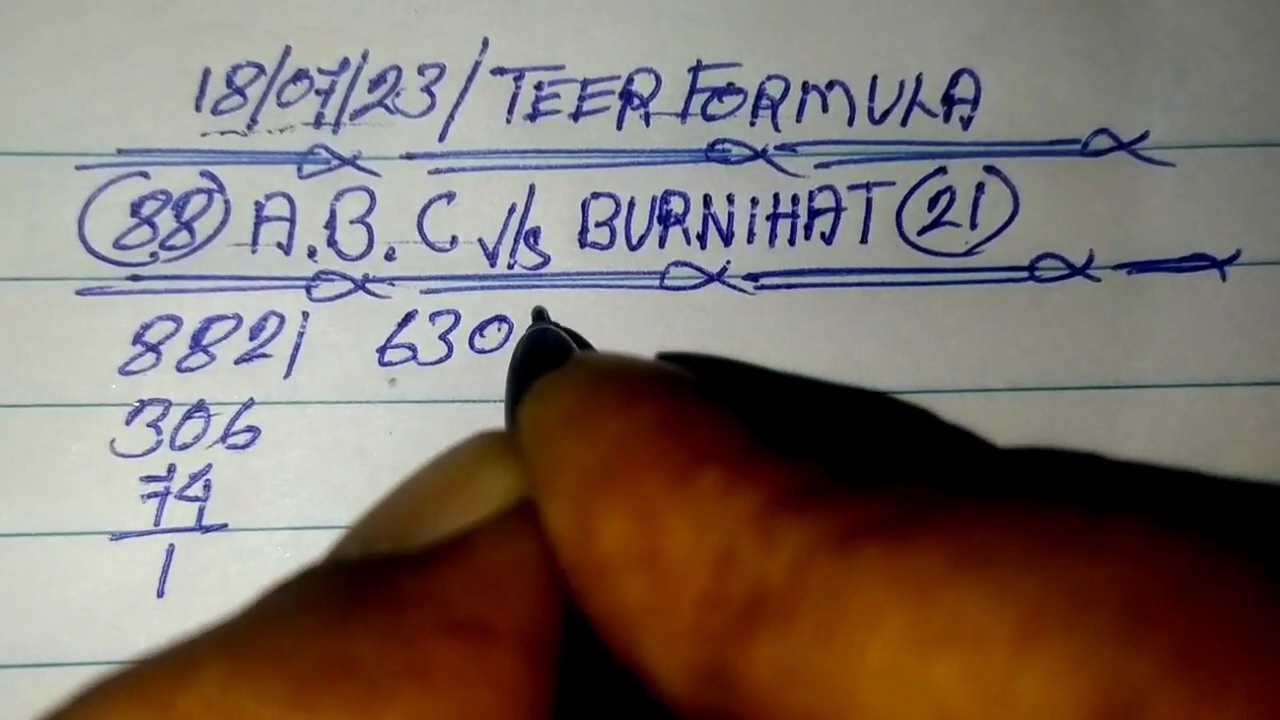 18/07/23/TEER FORMULA
(88) A.B.C v/s BURNIHAT (21)
8821 630
306
74
1